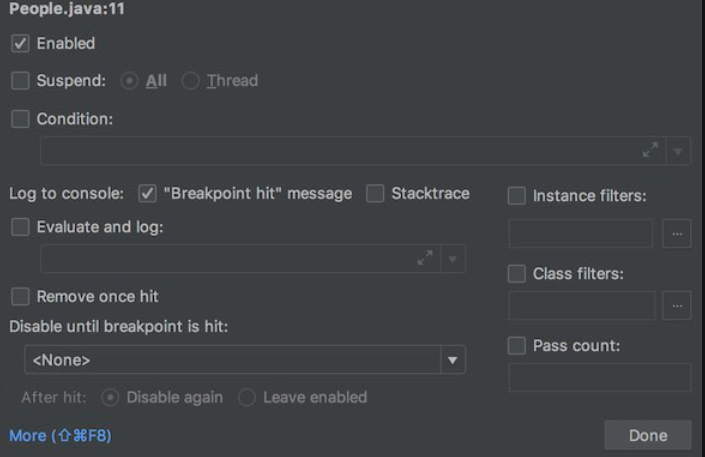 People.java:11
Enabled
Suspend: All Thread
Condition:
Log to console: "Breakpoint hit" message Stacktrace
Instance filters:
Evaluate and log:
...
Class filters:
Remove once hit
...
Disable until breakpoint is hit:
Pass count:
<None>
After hit: Disable again Leave enabled
More (⇧⌘F8)
Done